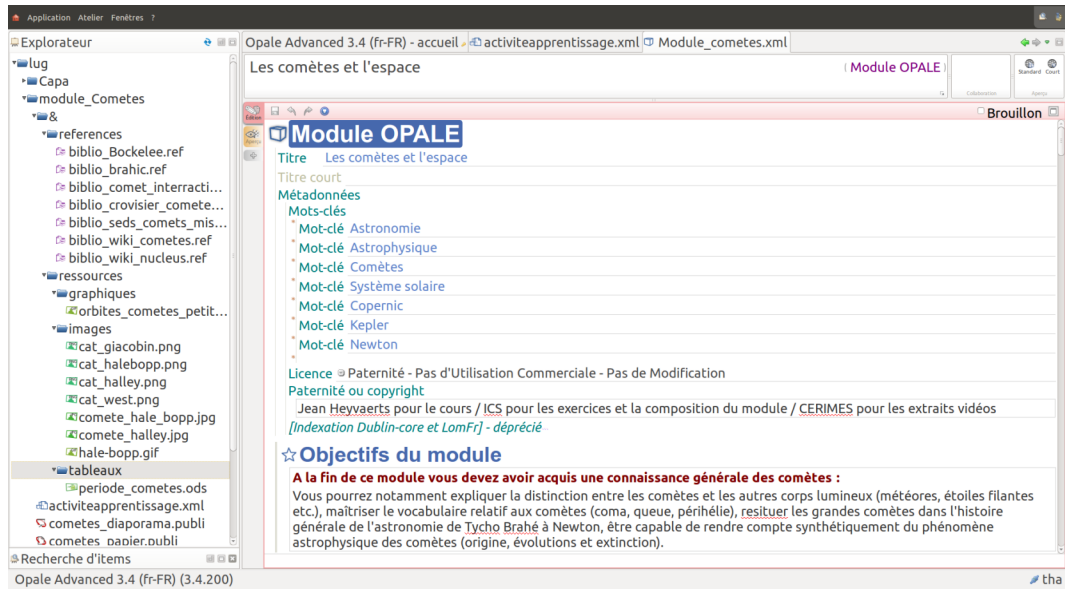 Application Atelier Fenêtres ?
Explorateur
Opale Advanced 3.4 (fr-FR) - accueil
activiteapprentissage.xml
Module_cometes.xml
lug
Capa
module_Cometes
&
references
biblio_Bockelee.ref
biblio_brahic.ref
biblio_comet_interracti...
biblio_crovisier_comete...
biblio_seds_comets_mis...
biblio_wiki_cometes.ref
biblio_wiki_nucleus.ref
ressources
graphiques
orbites_cometes_petit...
images
cat_giacobin.png
cat_halebopp.png
cat_halley.png
cat_west.png
comete_hale_bopp.jpg
comete_halley.jpg
hale-bopp.gif
tableaux
periode_cometes.ods
activiteapprentissage.xml
cometes_diaporama.publi
cometes_papier.publi
Recherche d'items
Les comètes et l'espace
( Module OPALE )
Collaboration
Standard Court
Aperçu
Edition
Aperçu
Brouillon
Module OPALE
Titre Les comètes et l'espace
Titre court
Métadonnées
Mots-clés
Mot-clé Astronomie
Mot-clé Astrophysique
Mot-clé Comètes
Mot-clé Système solaire
Mot-clé Copernic
Mot-clé Kepler
Mot-clé Newton
Licence Paternité - Pas d'Utilisation Commerciale - Pas de Modification
Paternité ou copyright
Jean Heyvaerts pour le cours / ICS pour les exercices et la composition du module / CERIMES pour les extraits vidéos
[Indexation Dublin-core et LomFr] - déprécié
Objectifs du module
A la fin de ce module vous devez avoir acquis une connaissance générale des comètes :
Vous pourrez notamment expliquer la distinction entre les comètes et les autres corps lumineux (météores, étoiles filantes
etc.), maîtriser le vocabulaire relatif aux comètes (coma, queue, périhélie), resituer les grandes comètes dans l'histoire
générale de l'astronomie de Tycho Brahé à Newton, être capable de rendre compte synthétiquement du phénomène
astrophysique des comètes (origine, évolutions et extinction).
Opale Advanced 3.4 (fr-FR) (3.4.200)
tha